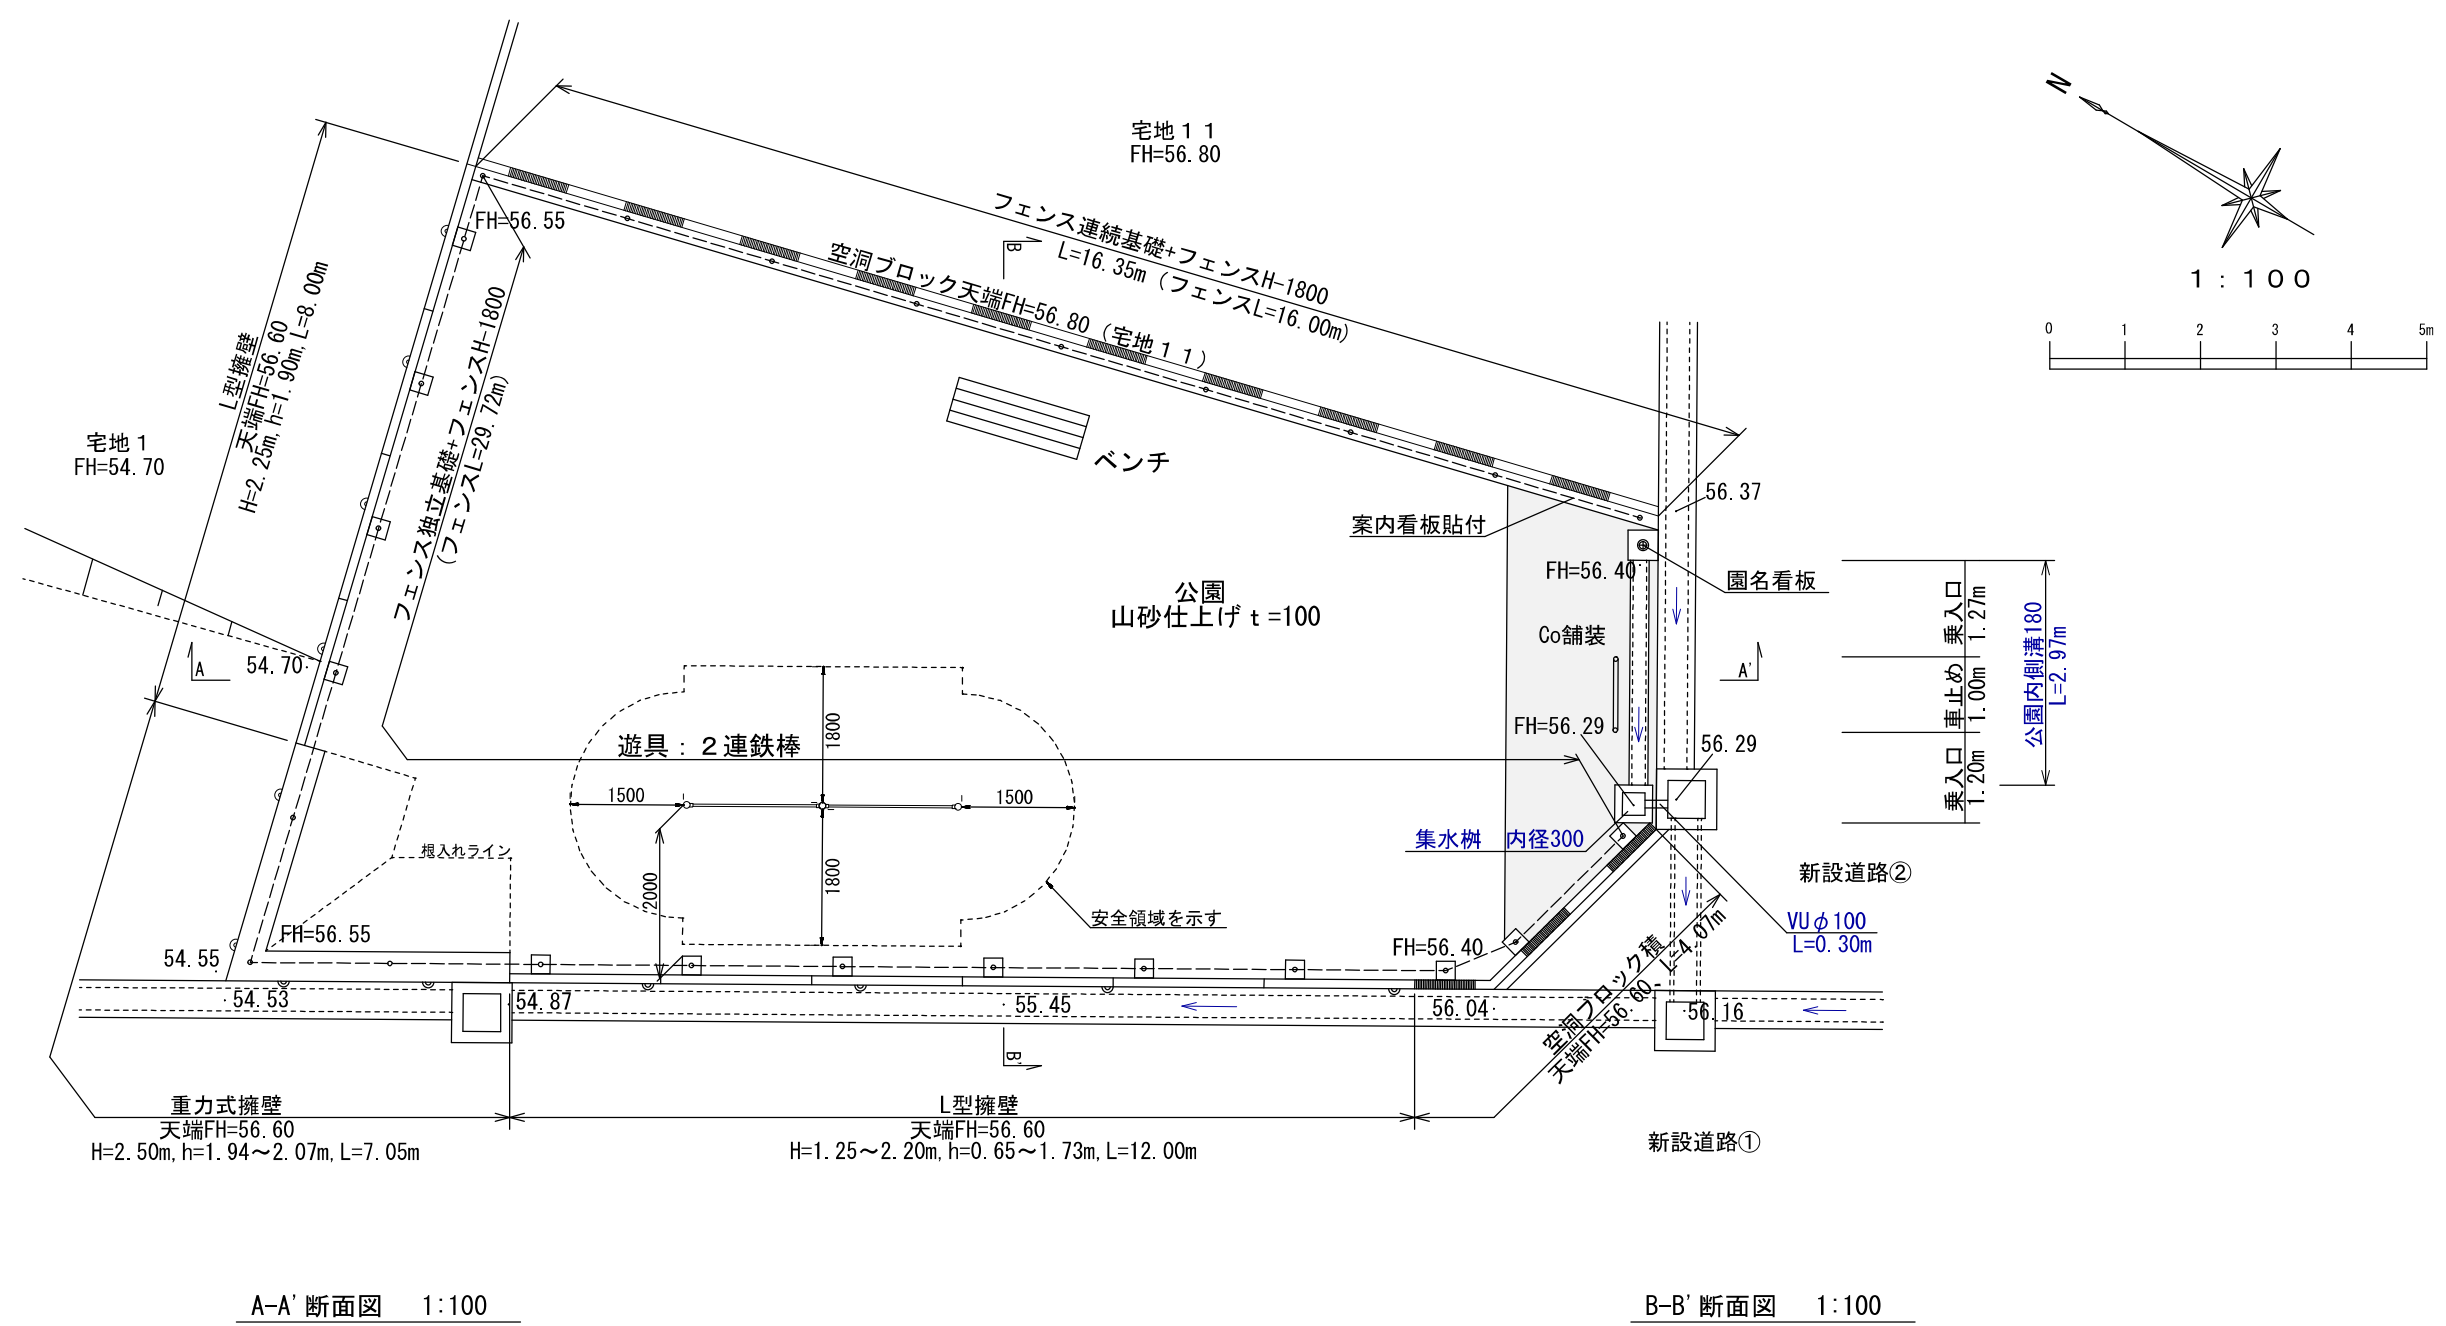 N
1：100
0 1 2 3 4 5m
宅地１１
FH=56.80
フェンス連続基礎+フェンスH-1800
L=16.35m（フェンスL=16.00m）
空洞ブロック天端FH=56.80（宅地１１）
B
FH=56.55
L型擁壁
天端FH=56.60
H=2.25m,h=1.90m,L=8.00m
フェンス独立基礎+フェンスH-1800
（フェンスL=29.72m）
宅地１
FH=54.70
ベンチ
56.37
案内看板貼付
FH=56.40
園名看板
公園
山砂仕上げｔ=100
Co舗装
乗入口
1.27m
車止め
1.00m
乗入口
1.20m
公園内側溝180
L=2.97m
A
54.70
A'
FH=56.29
56.29
遊具：２連鉄棒
1800
1500
1500
1800
2000
根入れライン
集水桝　内径300
新設道路②
安全領域を示す
VUφ100
L=0.30m
FH=56.55
54.55
FH=56.40
54.53
54.87
55.45
56.04
56.16
空洞ブロック積
天端FH=56.60、L=4.07m
B'
重力式擁壁
天端FH=56.60
H=2.50m,h=1.94～2.07m,L=7.05m
L型擁壁
天端FH=56.60
H=1.25～2.20m,h=0.65～1.73m,L=12.00m
新設道路①
A-A'断面図　1:100
B-B'断面図　1:100